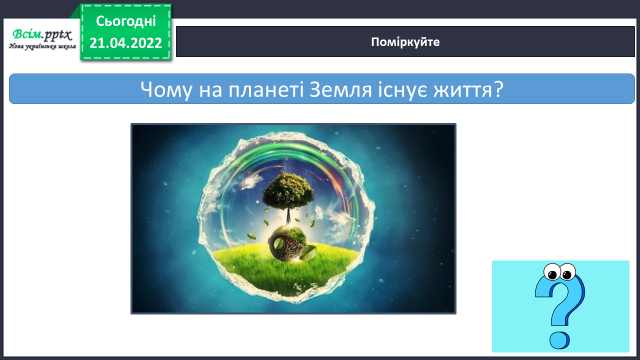 Всім.pptx
Нова українська школа
Сьогодні
21.04.2022
Поміркуйте
Чому на планеті Земля існує життя?